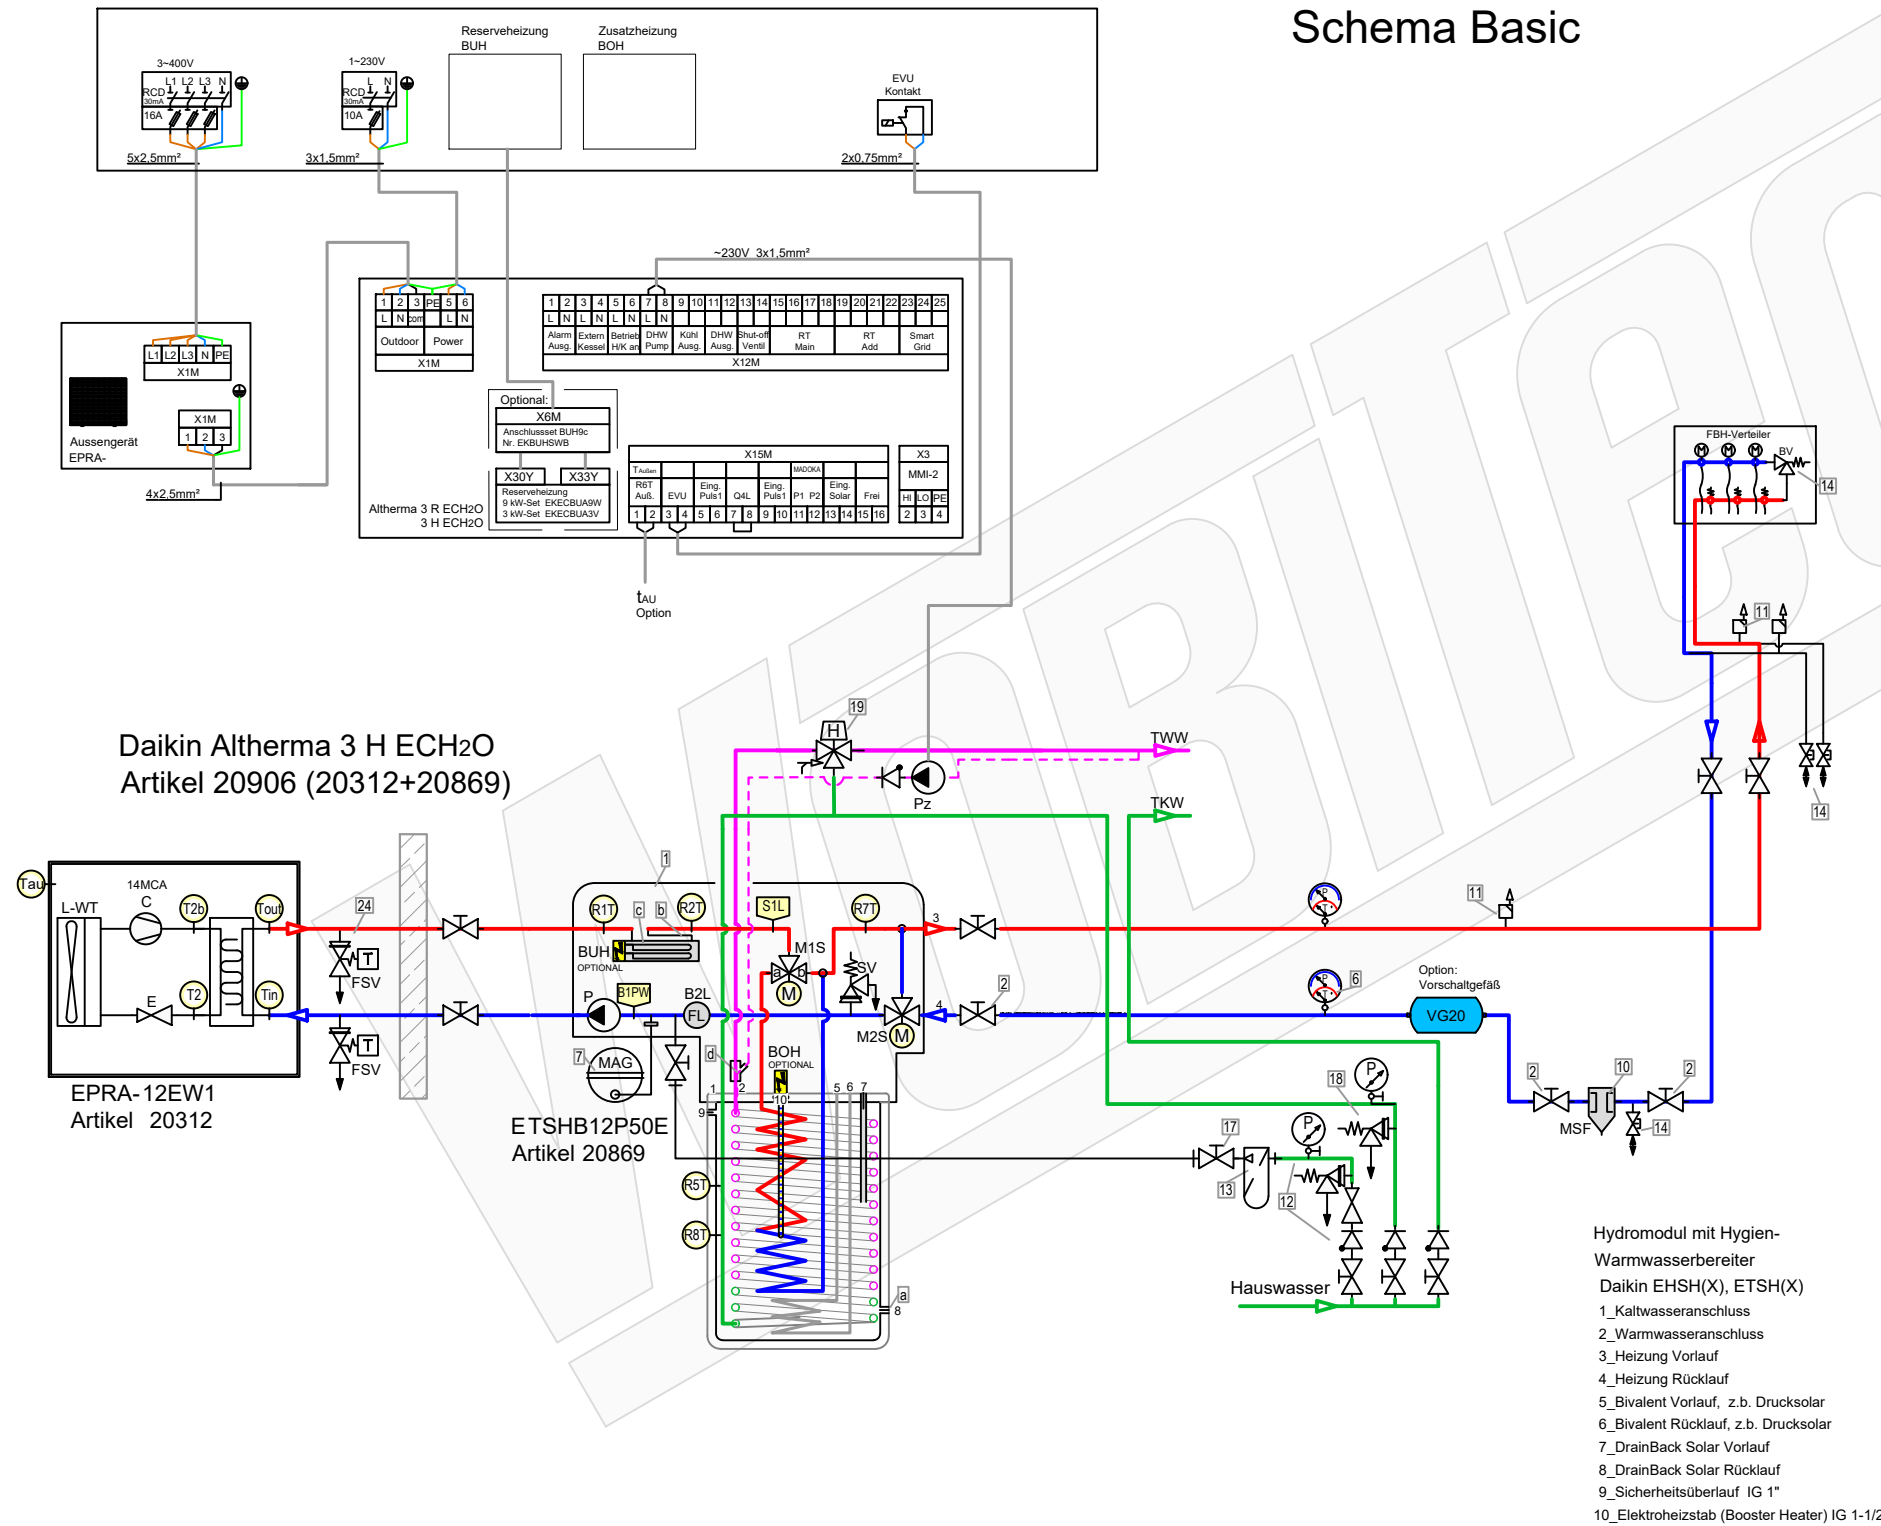 Schema Basic
Reserveheizung
BUH
Zusatzheizung
BOH
3~400V
L1 L2 L3 N
RCD
30mA
16A
5x2,5mm²
1~230V
L N
RCD
30mA
10A
3x1,5mm²
EVU
Kontakt
2x0,75mm²
~230V 3x1,5mm²
1 2 3 PE 5 6
L N com L N
Outdoor Power
X1M
1 2 3 4 5 6 7 8 9 10 11 12 13 14 15 16 17 18 19 20 21 22 23 24 25
L N L N L N L N
Alarm Extern Betrieb DHW Kühl DHW Shut-off RT RT Smart
Ausg. Kessel H/K an Pump Ausg. Ausg. Ventil Main Add Grid
X12M
L1 L2 L3 N PE
X1M
X1M
1 2 3
Aussengerät
EPRA-
4x2,5mm²
Optional:
X6M
Anschlussset BUH9c
Nr. EKBUHSWB
X30Y X33Y
Reserveheizung
9 kW-Set EKECBUA9W
3 kW-Set EKECBUA3V
Altherma 3 R ECH2O
3 H ECH2O
X15M
TAußen MADOKA
R6T Eing. Eing. Eing.
Auß. EVU Puls1 Q4L Puls1 P1 P2 Solar Frei
1 2 3 4 5 6 7 8 9 10 11 12 13 14 15 16
X3
MMI-2
HI LO PE
2 3 4
tAU
Option
FBH-Verteiler
M M M
BV
14
11
14
Daikin Altherma 3 H ECH2O
Artikel 20906 (20312+20869)
19
H
TWW
Pz
TKW
Tau
14MCA
C
L-WT
T2b
Tout
E
T2
Tin
24
T
FSV
T
FSV
EPRA-12EW1
Artikel 20312
1
R1T
c
b
R2T
S1L
R7T
3
BUH
OPTIONAL
M1S
a b
M
SV
P
B1PW
B2L
FL
M2S
M
4
2
7
MAG
d
BOH
OPTIONAL
10
1 2 5 6 7
9
ETSHB12P50E
Artikel 20869
R5T
R8T
a
8
P
T
11
P
T
6
Option:
Vorschaltgefäß
VG20
2
10
2
MSF
14
18
P
P
17
13
12
Hauswasser
Hydromodul mit Hygien-
Warmwasserbereiter
Daikin EHSH(X), ETSH(X)
1_Kaltwasseranschluss
2_Warmwasseranschluss
3_Heizung Vorlauf
4_Heizung Rücklauf
5_Bivalent Vorlauf, z.b. Drucksolar
6_Bivalent Rücklauf, z.b. Drucksolar
7_DrainBack Solar Vorlauf
8_DrainBack Solar Rücklauf
9_Sicherheitsüberlauf IG 1"
10_Elektroheizstab (Booster Heater) IG 1-1/2